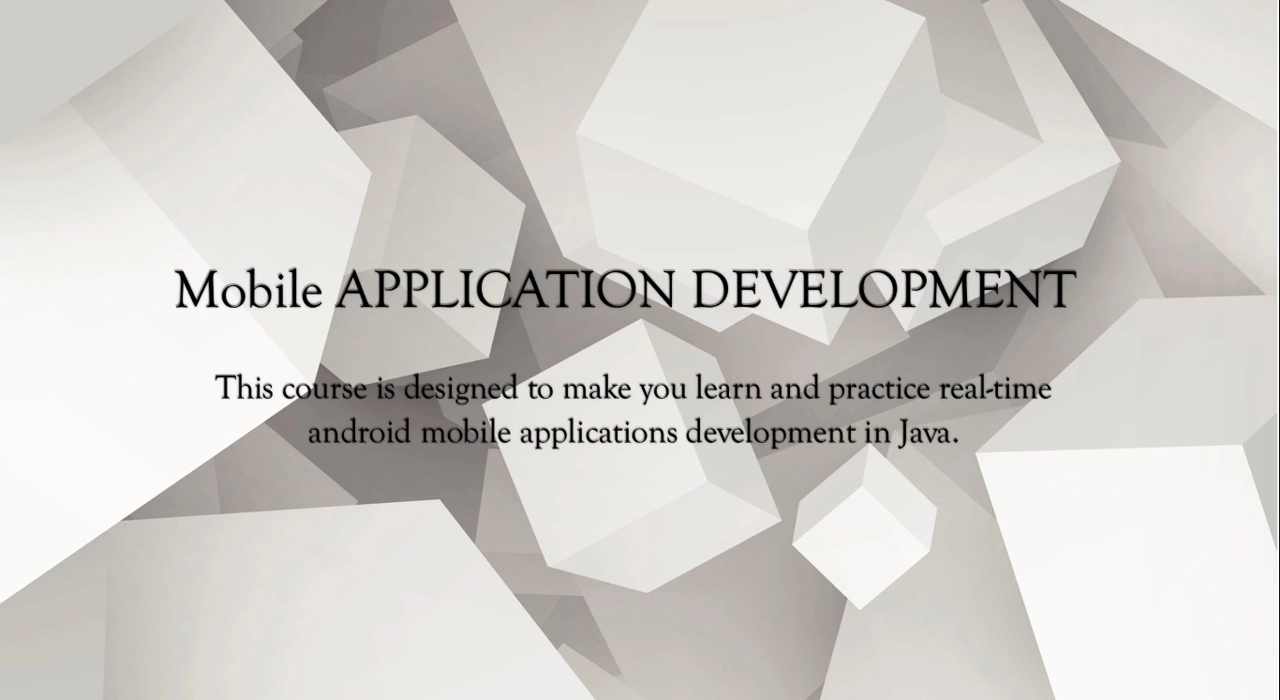 Mobile APPLICATION DEVELOPMENT
This course is designed to make you learn and practice real-time
android mobile applications development in Java.